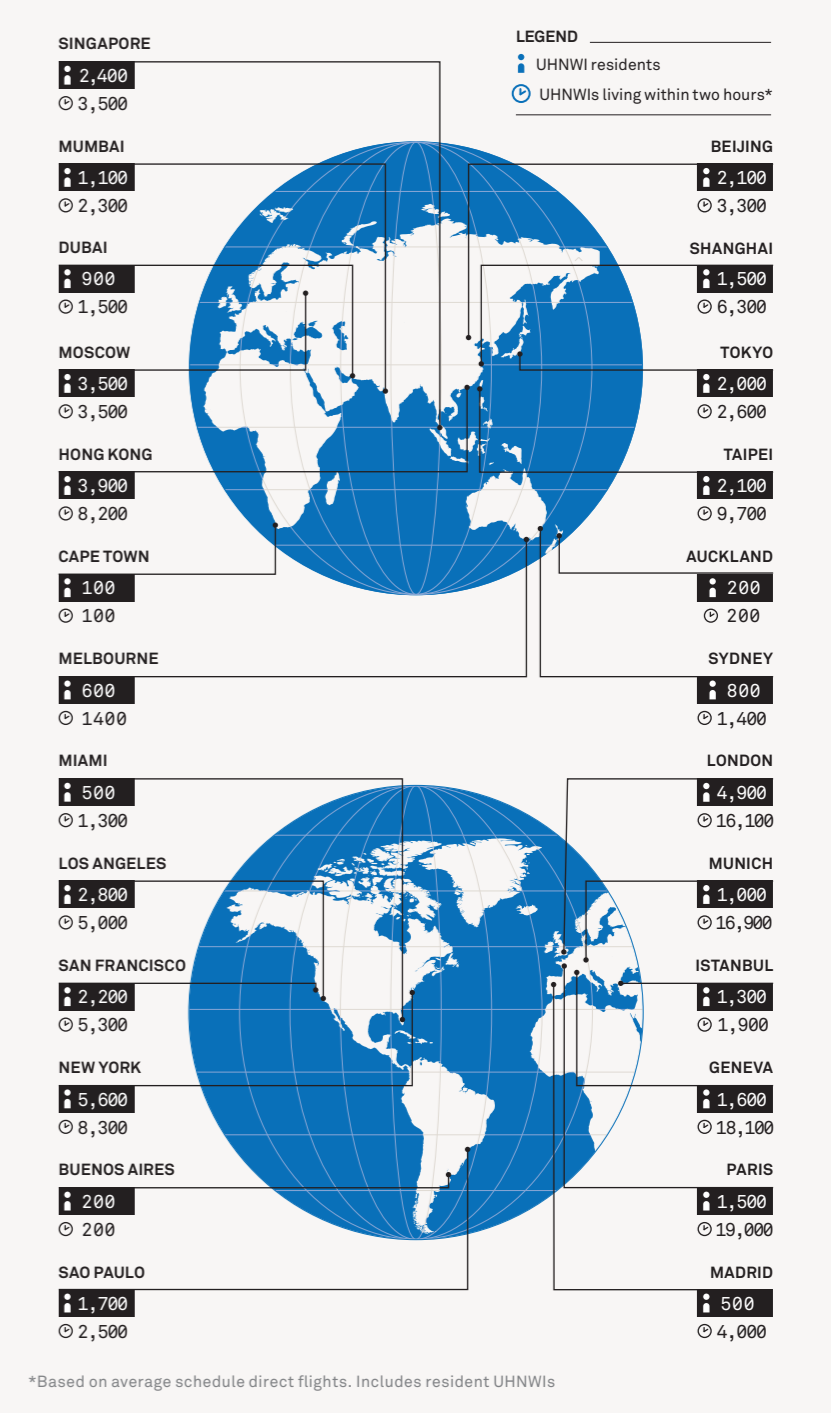 SINGAPORE
2,400
3,500
LEGEND
UHNWI residents
UHNWIs living within two hours*
MUMBAI
1,100
2,300
BEIJING
2,100
3,300
DUBAI
900
1,500
SHANGHAI
1,500
6,300
MOSCOW
3,500
3,500
TOKYO
2,000
2,600
HONG KONG
3,900
8,200
TAIPEI
2,100
9,700
CAPE TOWN
100
100
AUCKLAND
200
200
MELBOURNE
600
1400
SYDNEY
800
1,400
MIAMI
500
1,300
LONDON
4,900
16,100
LOS ANGELES
2,800
5,000
MUNICH
1,000
16,900
SAN FRANCISCO
2,200
5,300
ISTANBUL
1,300
1,900
NEW YORK
5,600
8,300
GENEVA
1,600
18,100
BUENOS AIRES
200
200
PARIS
1,500
19,000
SAO PAULO
1,700
2,500
MADRID
500
4,000
*Based on average schedule direct flights. Includes resident UHNWIs